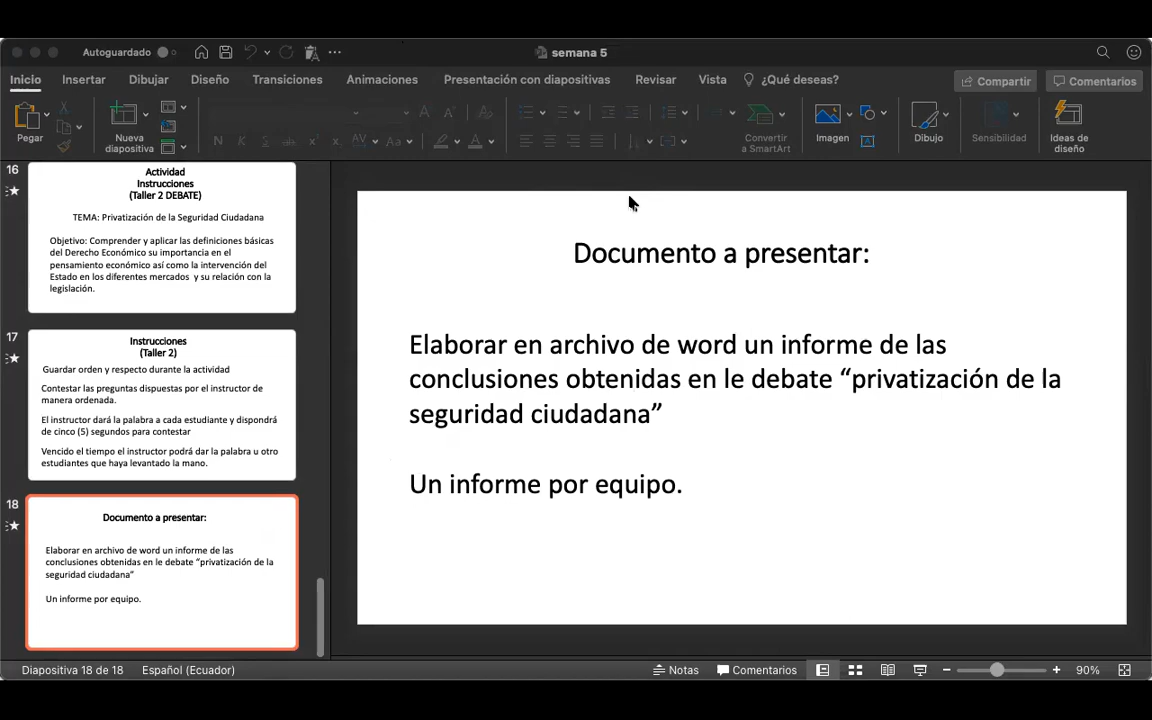 Autoguardado
semana 5
Inicio
Insertar
Dibujar
Diseño
Transiciones
Animaciones
Presentación con diapositivas
Revisar
Vista
¿Qué deseas?
Compartir
Comentarios
Pegar
Nueva
diapositiva
N K S ab x² x₂ AV Aa A
Convertir
a SmartArt
Imagen
Dibujo
Sensibilidad
Ideas de
diseño
16
Actividad
Instrucciones
(Taller 2 DEBATE)
TEMA: Privatización de la Seguridad Ciudadana
Objetivo: Comprender y aplicar las definiciones básicas
del Derecho Económico su importancia en el
pensamiento económico así como la intervención del
Estado en los diferentes mercados y su relación con la
legislación.
17
Instrucciones
(Taller 2)
Guardar orden y respecto durante la actividad
Contestar las preguntas dispuestas por el instructor de
manera ordenada.
El instructor dará la palabra a cada estudiante y dispondrá
de cinco (5) segundos para contestar
Vencido el tiempo el instructor podrá dar la palabra u otro
estudiantes que haya levantado la mano.
18
Documento a presentar:
Elaborar en archivo de word un informe de las
conclusiones obtenidas en le debate “privatización de la
seguridad ciudadana”
Un informe por equipo.
Documento a presentar:
Elaborar en archivo de word un informe de las
conclusiones obtenidas en le debate “privatización de la
seguridad ciudadana”
Un informe por equipo.
Diapositiva 18 de 18
Español (Ecuador)
Notas
Comentarios
90%